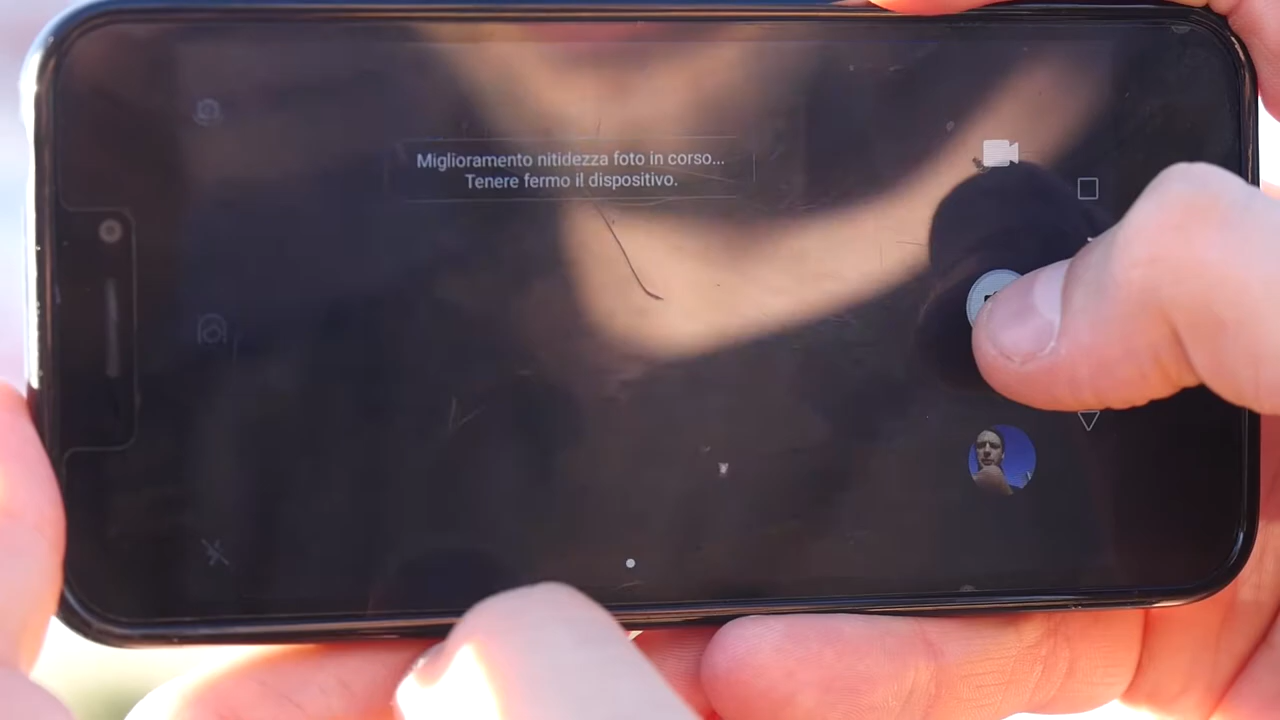 Miglioramento nitidezza foto in corso...
Tenere fermo il dispositivo.